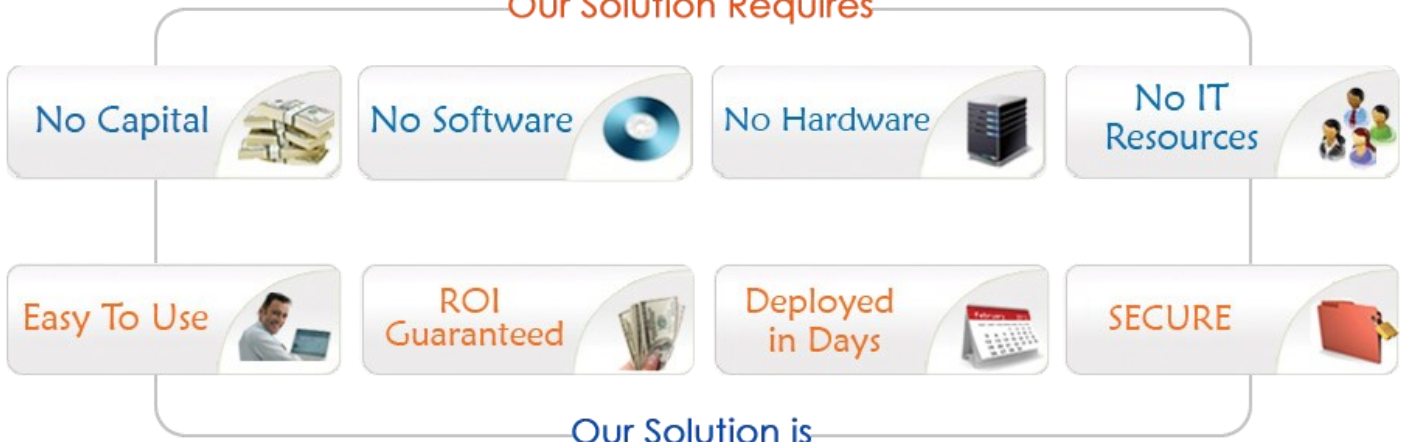 Our Solution Requires
No Capital
No Software
No Hardware
No IT
Resources
Easy To Use
ROI
Guaranteed
Deployed
in Days
SECURE
Our Solution is